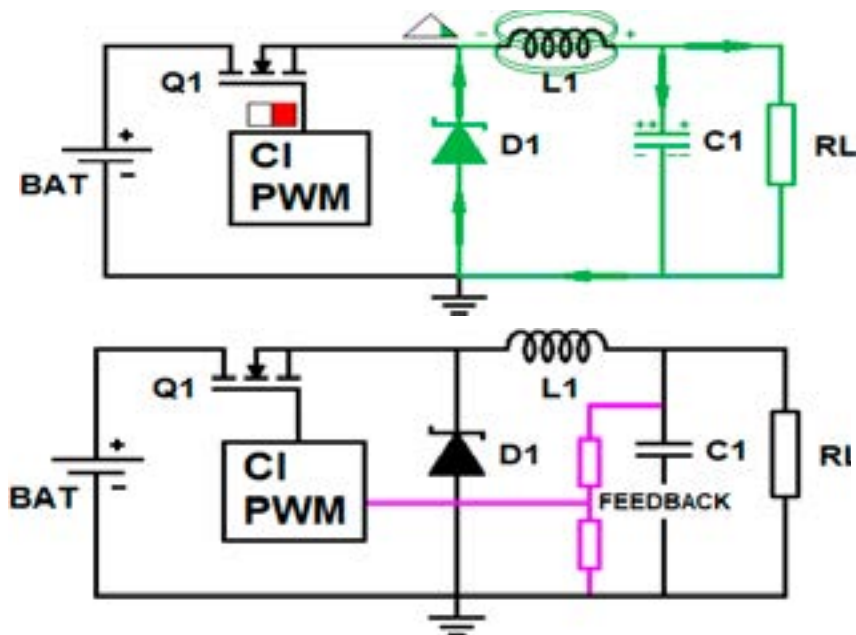 - +
Q1
L1
CI
PWM
+
-
BAT
D1
++ +
- --
C1
RL
Q1
L1
CI
PWM
+
-
BAT
D1
C1
RL
FEEDBACK